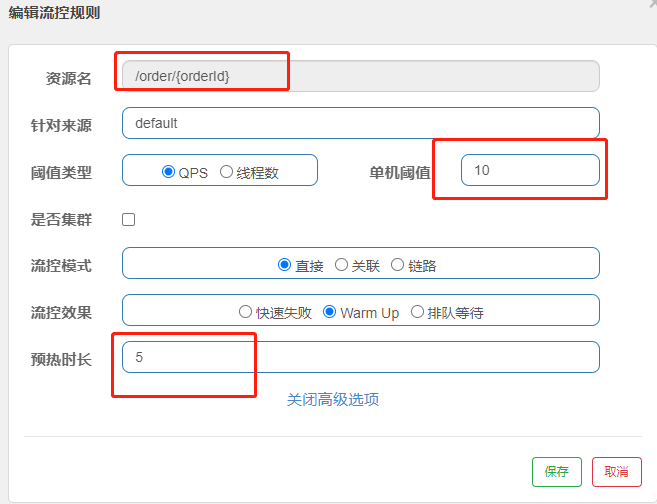 编辑流控规则
资源名 /order/{orderId}
针对来源 default
阈值类型 QPS 线程数 单机阈值 10
是否集群
流控模式 直接 关联 链路
流控效果 快速失败 Warm Up 排队等待
预热时长 5
关闭高级选项
保存 取消